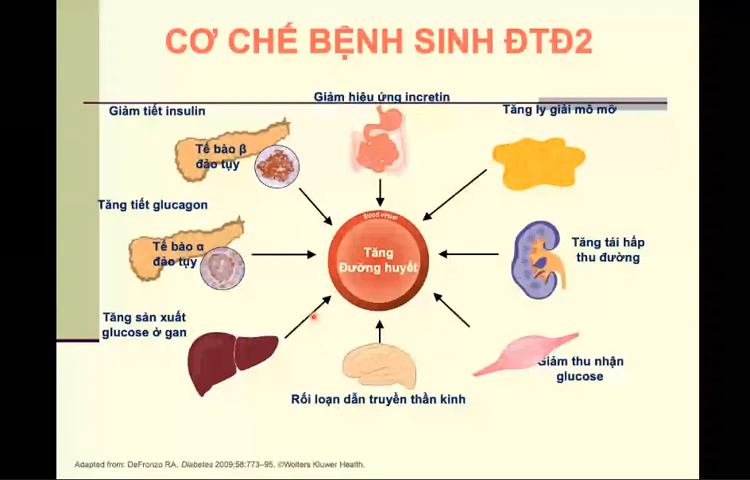 CƠ CHẾ BỆNH SINH ĐTĐ2
Giảm hiệu ứng incretin
Giảm tiết insulin
Tăng ly giải mô mỡ
Tế bào β
đảo tụy
Tăng tiết glucagon
Blood vessel
Tế bào α
đảo tụy
Tăng
Đường huyết
Tăng tái hấp
thu đường
Tăng sản xuất
glucose ở gan
Giảm thu nhận
glucose
Rối loạn dẫn truyền thần kinh
Adapted from: DeFronzo RA. Diabetes 2009;58:773–95. ©Wolters Kluwer Health.